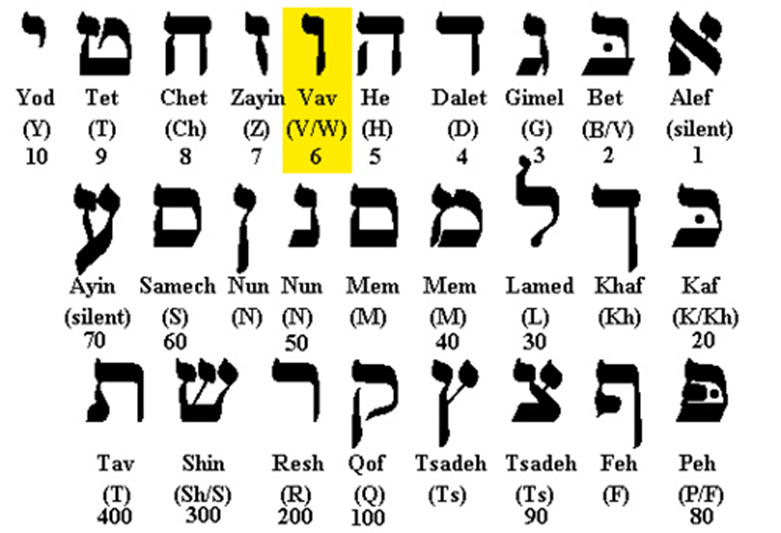 א בּ ג ד ה ו ז ח ט י
Yod Tet Chet Zayin Vav He Dalet Gimel Bet Alef
(Y) (T) (Ch) (Z) (V/W) (H) (D) (G) (B/V) (silent)
10 9 8 7 6 5 4 3 2 1
כּ ך ל מ ם נ ן ס ע
Ayin Samech Nun Nun Mem Mem Lamed Khaf Kaf
(silent) (S) (N) (N) (M) (M) (L) (Kh) (K/Kh)
70 60 50 40 30 20
פּ ף צ ץ ק ר ש ת
Tav Shin Resh Qof Tsadeh Tsadeh Feh Peh
(T) (Sh/S) (R) (Q) (Ts) (Ts) (F) (P/F)
400 300 200 100 90 80